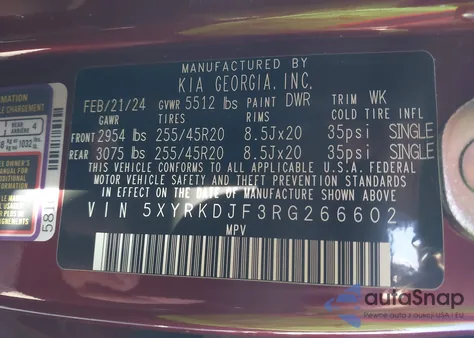 MANUFACTURED BY
KIA GEORGIA, INC.
FEB/21/24 GVWR 5512 lbs PAINT DWR TRIM WK
GAWR TIRES RIMS COLD TIRE INFL
FRONT 2954 lbs 255/45R20 8.5Jx20 35psi SINGLE
REAR 3075 lbs 255/45R20 8.5Jx20 35psi SINGLE
THIS VEHICLE CONFORMS TO ALL APPLICABLE U.S.A. FEDERAL
MOTOR VEHICLE SAFETY AND THEFT PREVENTION STANDARDS
IN EFFECT ON THE DATE OF MANUFACTURE SHOWN ABOVE.
VIN 5XYRKDJF3RG266602
MPV
autaSnap